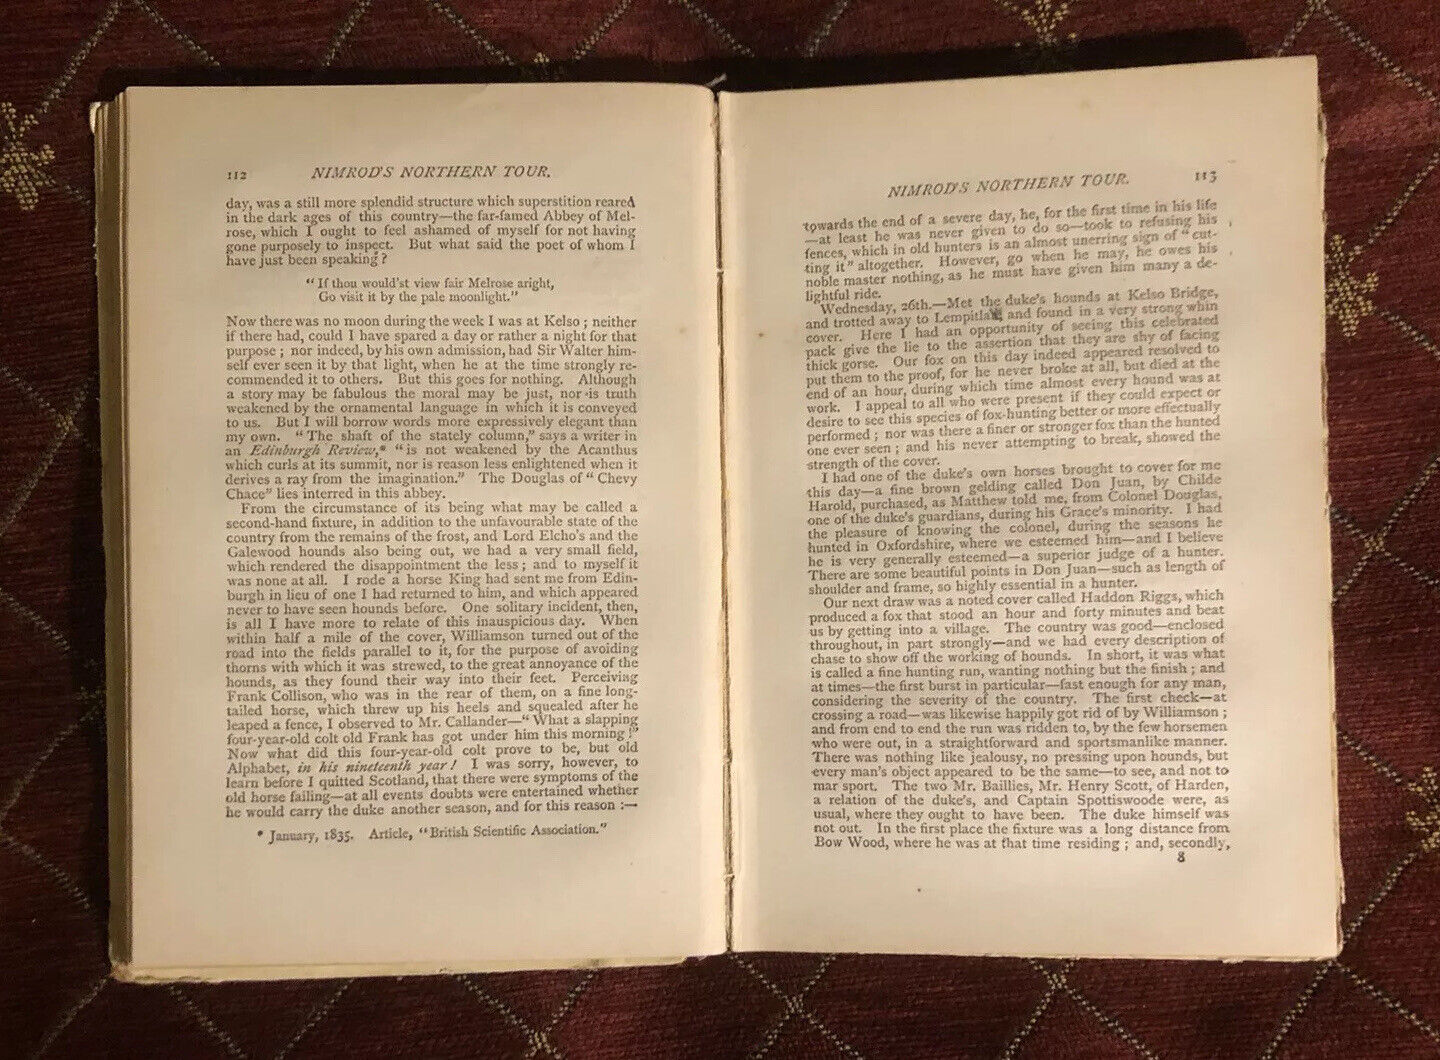 112
NIMROD'S NORTHERN TOUR.
day, was a still more splendid structure which superstition reared
in the dark ages of this country—the far-famed Abbey of Mel-
rose, which I ought to feel ashamed of myself for not having
gone purposely to inspect. But what said the poet of whom I
have just been speaking?
"If thou would'st view fair Melrose aright,
Go visit it by the pale moonlight."
Now there was no moon during the week I was at Kelso; neither
if there had, could I have spared a day or rather a night for that
purpose; nor indeed, by his own admission, had Sir Walter him-
self ever seen it by that light, when he at the time strongly re-
commended it to others. But this goes for nothing. Although
a story may be fabulous the moral may be just, nor is truth
weakened by the ornamental language in which it is conveyed
to us. But I will borrow words more expressively elegant than
my own. "The shaft of the stately column," says a writer in
an Edinburgh Review,* "is not weakened by the Acanthus
which curls at its summit, nor is reason less enlightened when it
derives a ray from the imagination." The Douglas of "Chevy
Chace" lies interred in this abbey.
From the circumstance of its being what may be called a
second-hand fixture, in addition to the unfavourable state of the
country from the remains of the frost, and Lord Elcho's and the
Galewood hounds also being out, we had a very small field,
which rendered the disappointment the less; and to myself it
was none at all. I rode a horse King had sent me from Edin-
burgh in lieu of one I had returned to him, and which appeared
never to have seen hounds before. One solitary incident, then,
is all I have more to relate of this inauspicious day. When
within half a mile of the cover, Williamson turned out of the
road into the fields parallel to it, for the purpose of avoiding
thorns with which it was strewed, to the great annoyance of the
hounds, as they found their way into their feet. Perceiving
Frank Collison, who was in the rear of them, on a fine long-
tailed horse, which threw up his heels and squealed after he
leaped a fence, I observed to Mr. Callander—"What a slapping
four-year-old colt old Frank has got under him this morning!"
Now what did this four-year-old colt prove to be, but old
Alphabet, in his nineteenth year! I was sorry, however, to
learn before I quitted Scotland, that there were symptoms of the
old horse failing—at all events doubts were entertained whether
he would carry the duke another season, and for this reason:—
* January, 1835. Article, "British Scientific Association."
NIMROD'S NORTHERN TOUR.
113
towards the end of a severe day, he, for the first time in his life
—at least he was never given to do so—took to refusing his
fences, which in old hunters is an almost unerring sign of "cut-
ting it" altogether. However, go when he may, he owes his
noble master nothing, as he must have given him many a de-
lightful ride.
Wednesday, 26th.—Met the duke's hounds at Kelso Bridge,
and trotted away to and found in a very strong whin
cover. Here I had an opportunity of seeing this celebrated
pack give the lie to the assertion that they are shy of facing
thick gorse. Our fox on this day indeed appeared resolved to
put them to the proof, for he never broke at all, but died at the
end of an hour, during which time almost every hound was at
work. I appeal to all who were present if they could expect or
desire to see this species of fox-hunting better or more effectually
performed; nor was there a finer or stronger fox than the hunted
one ever seen; and his never attempting to break, showed the
strength of the cover.
I had one of the duke's own horses brought to cover for me
this day—a fine brown gelding called Don Juan, by Childe
Harold, purchased, as Matthew told me, from Colonel Douglas,
one of the duke's guardians, during his Grace's minority. I had
the pleasure of knowing the colonel, during the seasons he
hunted in Oxfordshire, where we esteemed him—and I believe
he is very generally esteemed—a superior judge of a hunter.
There are some beautiful points in Don Juan—such as length of
shoulder and frame, so highly essential in a hunter.
Our next draw was a noted cover called Haddon Riggs, which
produced a fox that stood an hour and forty minutes and beat
us by getting into a village. The country was good—enclosed
throughout, in part strongly—and we had every description of
chase to show off the working of hounds. In short, it was what
is called a fine hunting run, wanting nothing but the finish; and
at times—the first burst in particular—fast enough for any man,
considering the severity of the country. The first check—at
crossing a road—was likewise happily got rid of by Williamson;
and from end to end the run was ridden to, by the few horsemen
who were out, in a straightforward and sportsmanlike manner.
There was nothing like jealousy, no pressing upon hounds, but
every man's object appeared to be the same—to see, and not to
mar sport. The two Mr. Baillies, Mr. Henry Scott, of Harden,
a relation of the duke's, and Captain Spottiswoode were, as
usual, where they ought to have been. The duke himself was
not out. In the first place the fixture was a long distance from
Bow Wood, where he was at that time residing; and, secondly,
8